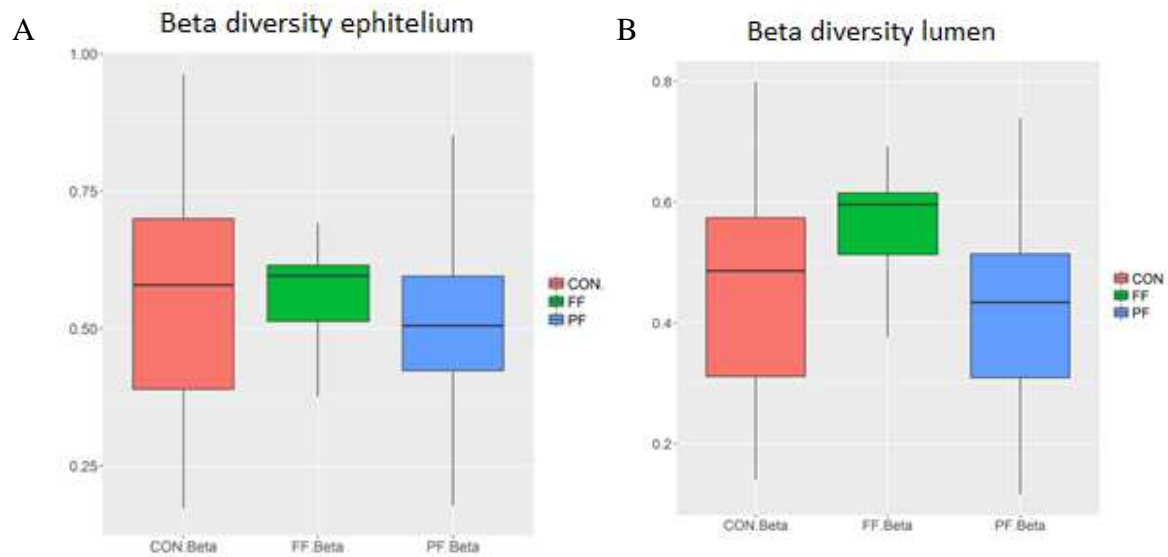 A
Beta diversity ephitelium
1.00
0.75
0.50
0.25
CON.Beta FF.Beta PF.Beta
CON.
FF
PF
B
Beta diversity lumen
0.8
0.6
0.4
0.2
CON.Beta FF.Beta PF.Beta
CON
FF
PF